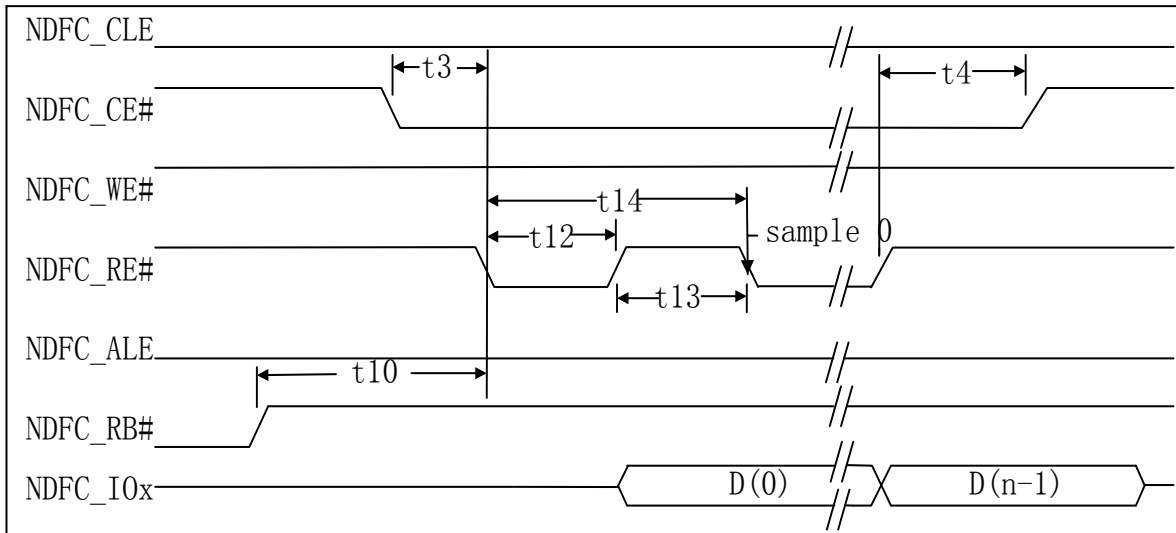 NDFC_CLE
t3
t4
NDFC_CE#
NDFC_WE#
t14
sample 0
t12
NDFC_RE#
t13
NDFC_ALE
t10
NDFC_RB#
NDFC_IOx
D(0)
D(n-1)